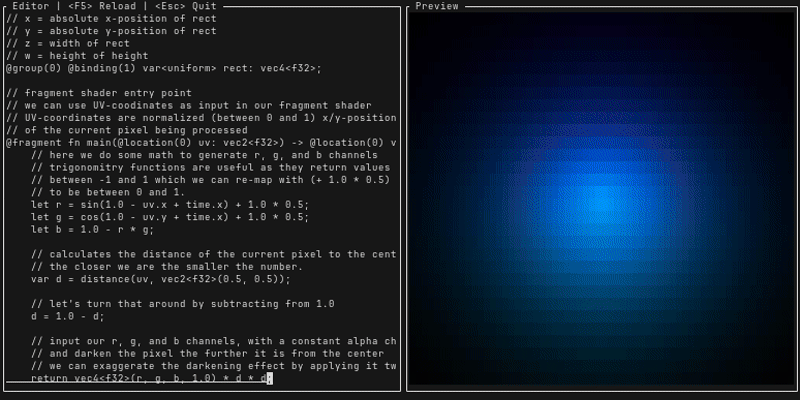 Editor | <F5> Reload | <Esc> Quit
Preview
// x = absolute x-position of rect
// y = absolute y-position of rect
// z = width of rect
// w = height of height
@group(0) @binding(1) var<uniform> rect: vec4<f32>;
// fragment shader entry point
// we can use UV-coodinates as input in our fragment shader
// UV-coordinates are normalized (between 0 and 1) x/y-position
// of the current pixel being processed
@fragment fn main(@location(0) uv: vec2<f32>) -> @location(0) v
// here we do some math to generate r, g, and b channels
// trigonomitry functions are useful as they return values
// between -1 and 1 which we can re-map with (+ 1.0 * 0.5)
// to be between 0 and 1.
let r = sin(1.0 - uv.x + time.x) + 1.0 * 0.5;
let g = cos(1.0 - uv.y + time.x) + 1.0 * 0.5;
let b = 1.0 - r * g;
// calculates the distance of the current pixel to the cent
// the closer we are the smaller the number.
var d = distance(uv, vec2<f32>(0.5, 0.5));
// let's turn that around by subtracting from 1.0
d = 1.0 - d;
// input our r, g, and b channels, with a constant alpha ch
// and darken the pixel the further it is from the center
// we can exaggerate the darkening effect by applying it tw
return vec4<f32>(r, g, b, 1.0) * d * d;